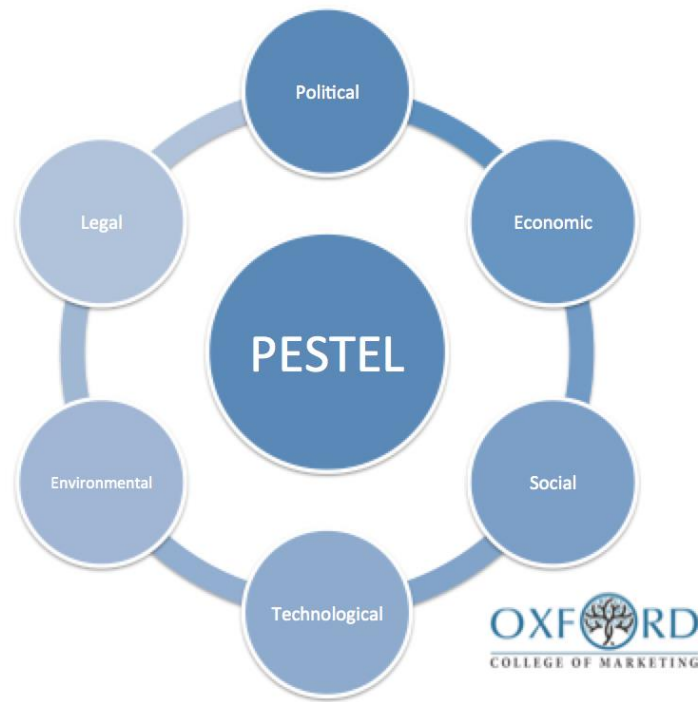 Political
Economic
Social
Technological
Environmental
Legal
PESTEL
OXFORD
COLLEGE OF MARKETING